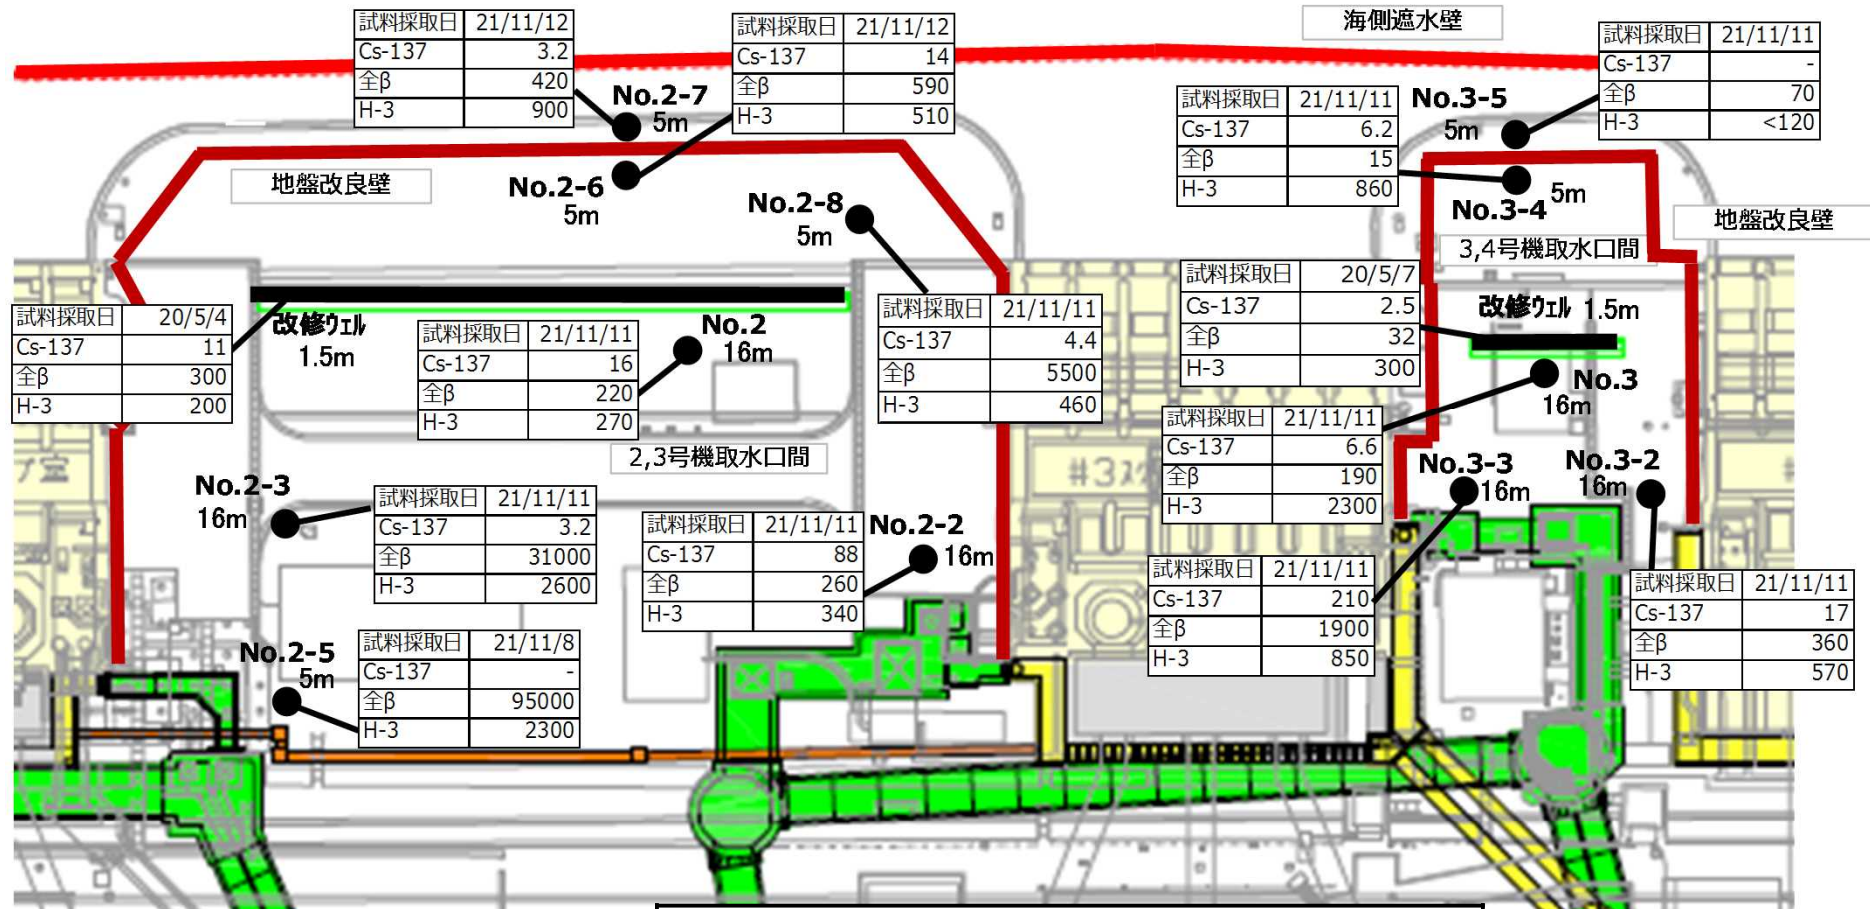 海側遮水壁
試料採取日 21/11/12
Cs-137 3.2
全β 420
H-3 900
No.2-7
5m
試料採取日 21/11/12
Cs-137 14
全β 590
H-3 510
No.2-6
5m
地盤改良壁
No.2-8
5m
試料採取日 21/11/11
Cs-137 4.4
全β 5500
H-3 460
試料採取日 20/5/4
Cs-137 11
全β 300
H-3 200
改修ウェル
1.5m
試料採取日 21/11/11
Cs-137 16
全β 220
H-3 270
No.2
16m
2,3号機取水口間
No.2-3
16m
試料採取日 21/11/11
Cs-137 3.2
全β 31000
H-3 2600
試料採取日 21/11/11
Cs-137 88
全β 260
H-3 340
No.2-2
16m
No.2-5
5m
試料採取日 21/11/8
Cs-137 -
全β 95000
H-3 2300
試料採取日 21/11/11
Cs-137 -
全β 70
H-3 <120
No.3-5
5m
試料採取日 21/11/11
Cs-137 6.2
全β 15
H-3 860
5m
No.3-4
地盤改良壁
3,4号機取水口間
試料採取日 20/5/7
Cs-137 2.5
全β 32
H-3 300
改修ウェル 1.5m
No.3
16m
試料採取日 21/11/11
Cs-137 6.6
全β 190
H-3 2300
No.3-3
16m
No.3-2
16m
試料採取日 21/11/11
Cs-137 210
全β 1900
H-3 850
試料採取日 21/11/11
Cs-137 17
全β 360
H-3 570
#3ｽｸ
プ室